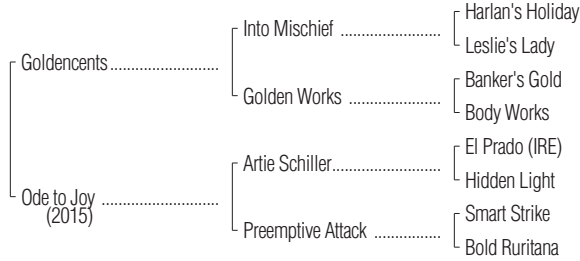 Harlan's Holiday
Into Mischief ...................
Leslie's Lady
Goldencents .....................
Banker's Gold
Golden Works ...................
Body Works
El Prado (IRE)
Artie Schiller...................
Hidden Light
Ode to Joy .......................
(2015)
Smart Strike
Preemptive Attack .............
Bold Ruritana